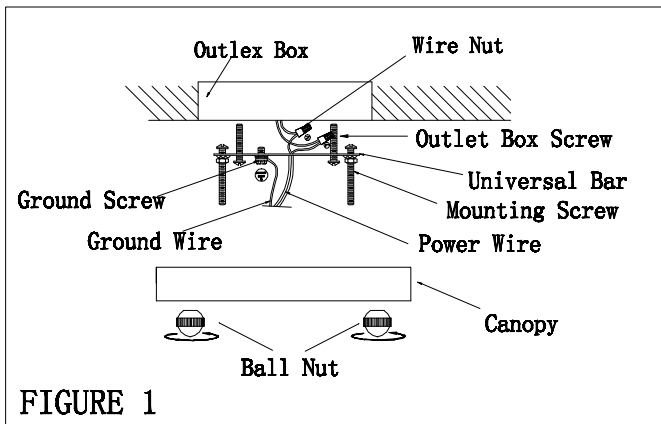 Outlex Box
Wire Nut
Outlet Box Screw
Universal Bar
Ground Screw
Mounting Screw
Ground Wire
Power Wire
Canopy
Ball Nut
FIGURE 1